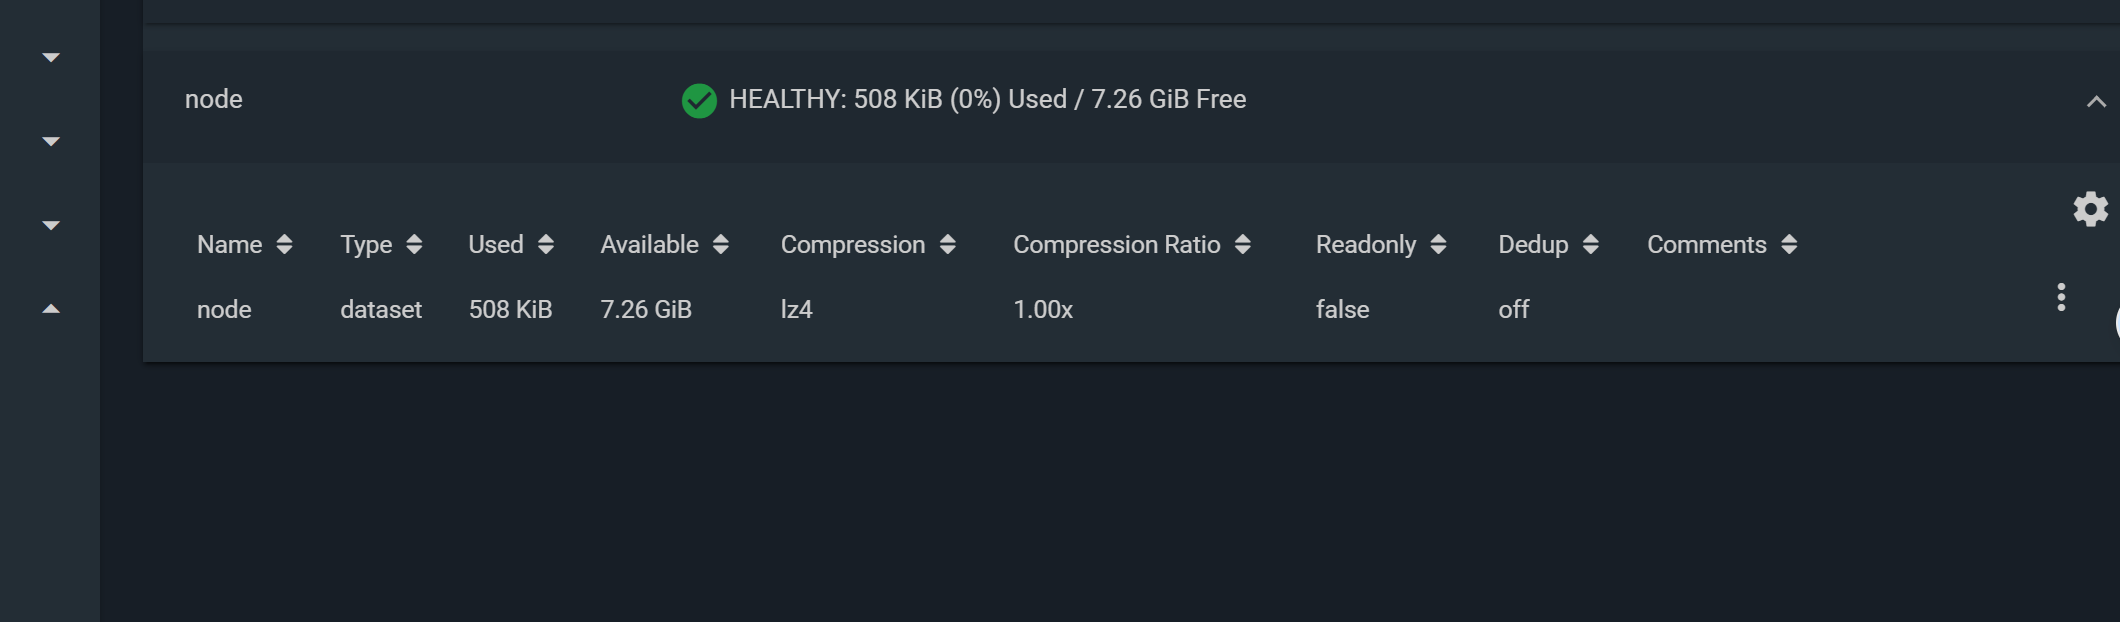 node
HEALTHY: 508 KiB (0%) Used / 7.26 GiB Free
Name Type Used Available Compression Compression Ratio Readonly Dedup Comments
node dataset 508 KiB 7.26 GiB lz4 1.00x false off